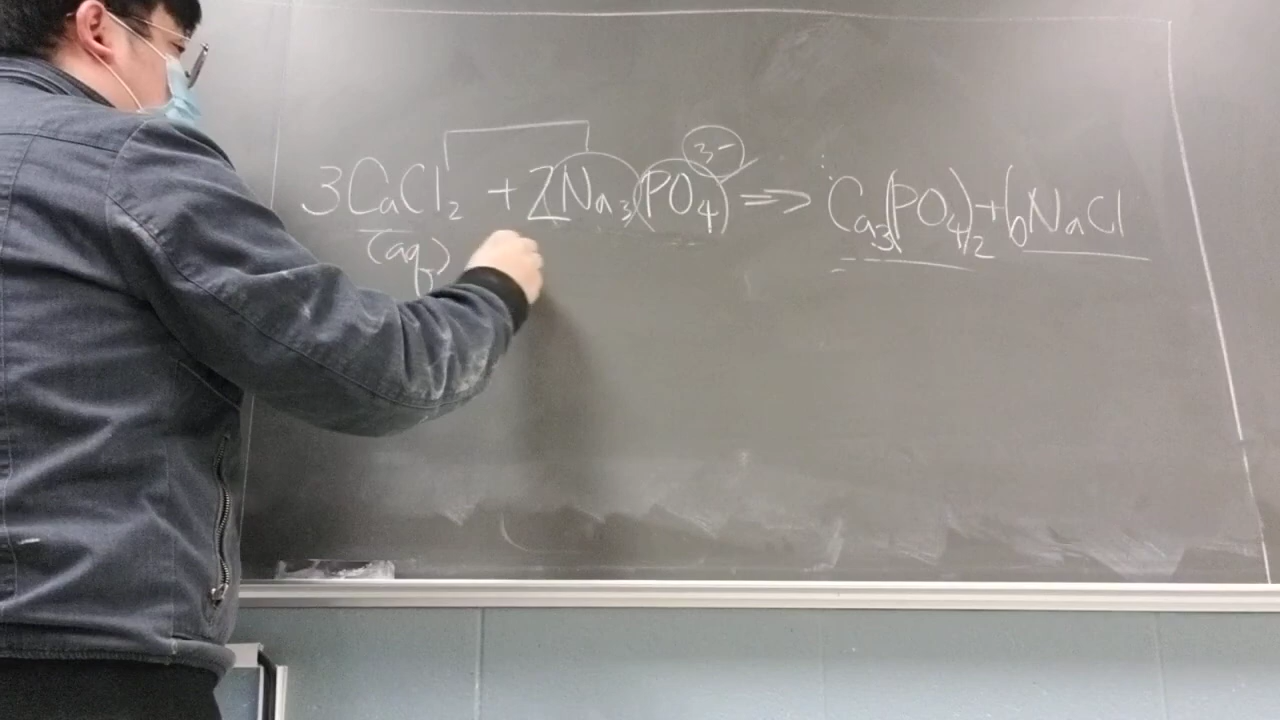 3CaCl₂ + 2Na₃(PO₄)³⁻ => Ca₃(PO₄)₂ + 6NaCl
(aq)